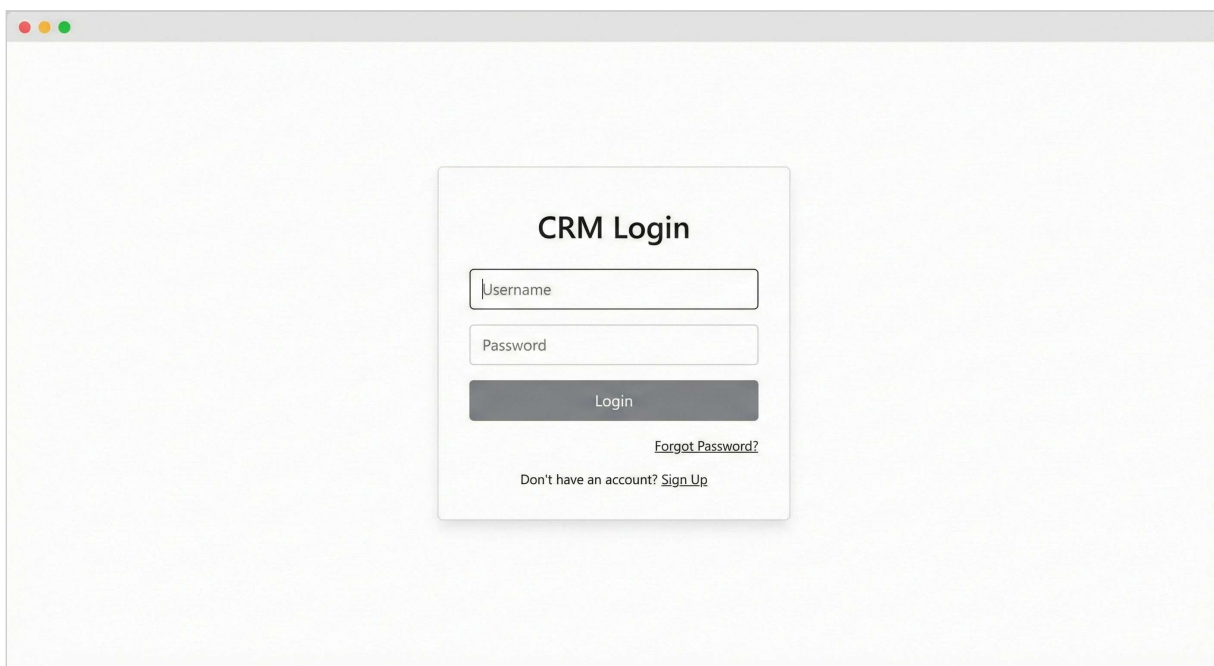 CRM Login
Username
Password
Login
Forgot Password?
Don't have an account? Sign Up